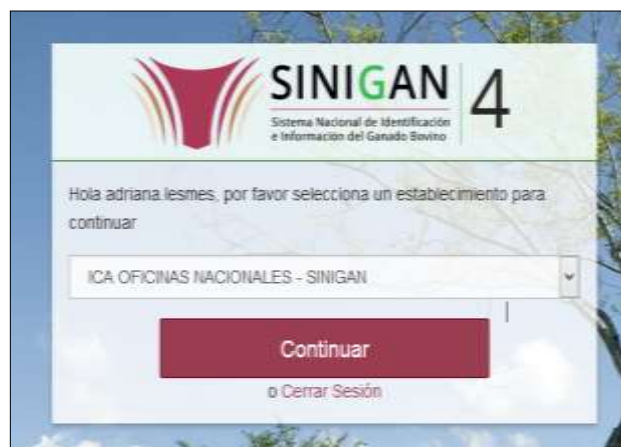 SINIGAN 4
Sistema Nacional de Identificación
e Información del Ganado Bovino
Hola adriana lesmes, por favor selecciona un establecimiento para
continuar
ICA OFICINAS NACIONALES - SINIGAN
Continuar
o Cerrar Sesión